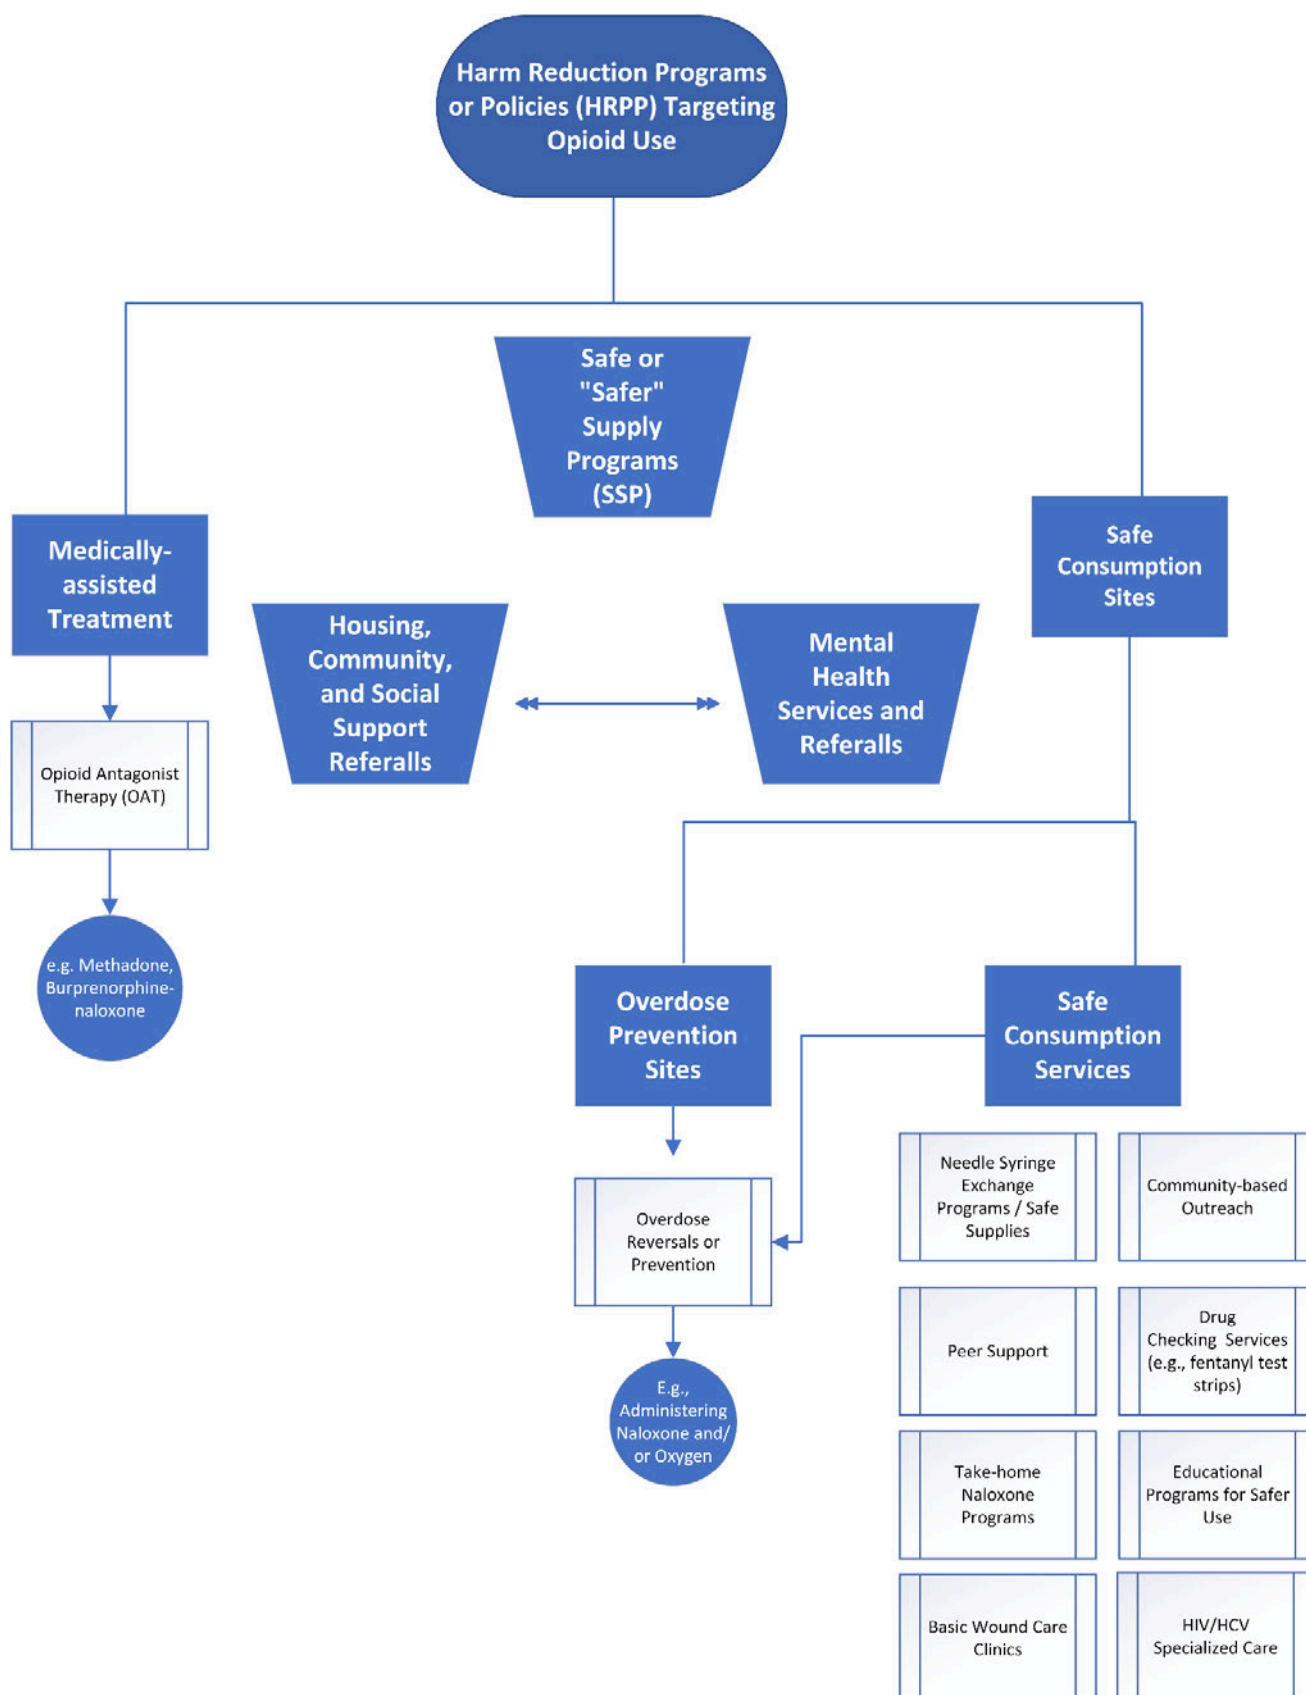 Harm Reduction Programs
or Policies (HRPP) Targeting
Opioid Use
Safe or
"Safer"
Supply
Programs
(SSP)
Medically-
assisted
Treatment
Safe
Consumption
Sites
Housing,
Community,
and Social
Support
Referalls
Mental
Health
Services and
Referalls
Opioid Antagonist
Therapy (OAT)
e.g. Methadone,
Burprenorphine-
naloxone
Overdose
Prevention
Sites
Safe
Consumption
Services
Overdose
Reversals or
Prevention
E.g.,
Administering
Naloxone and/
or Oxygen
Needle Syringe
Exchange
Programs / Safe
Supplies
Community-based
Outreach
Peer Support
Drug
Checking Services
(e.g., fentanyl test
strips)
Take-home
Naloxone
Programs
Educational
Programs for Safer
Use
Basic Wound Care
Clinics
HIV/HCV
Specialized Care